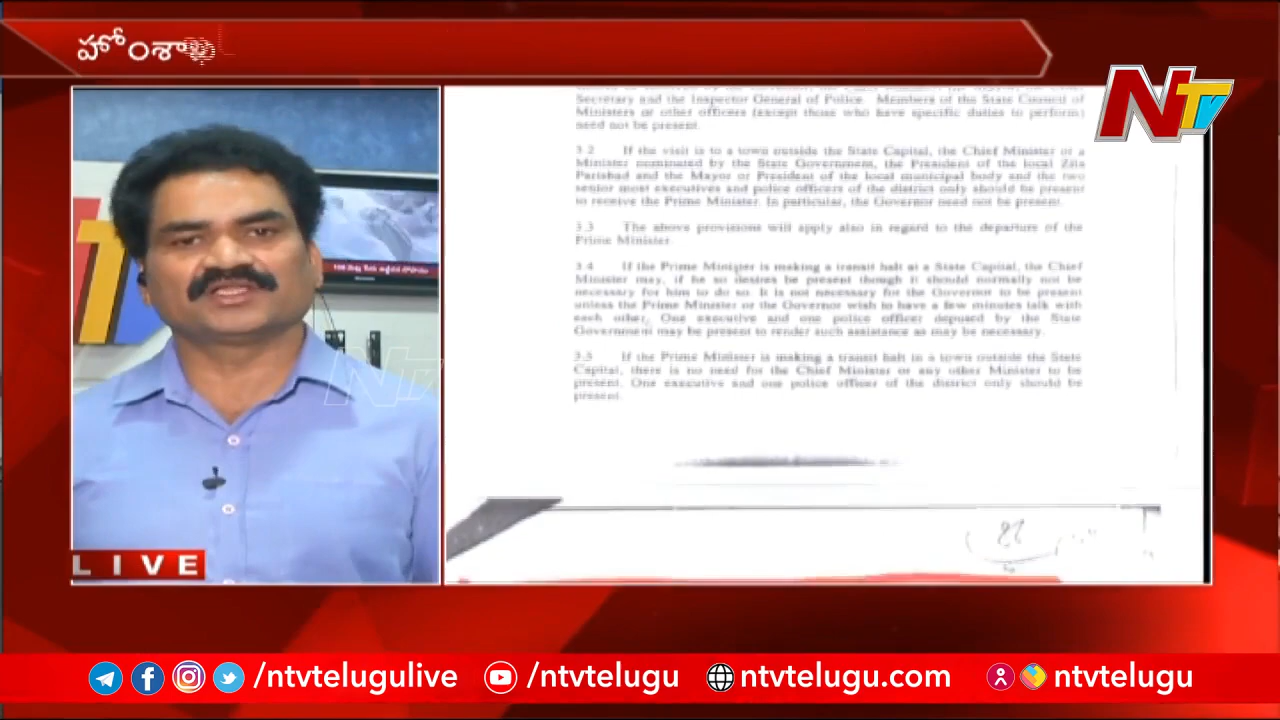 హోంశాఖ
NTV
Secretary and the Inspector General of Police. Members of the State Council of
Ministers or other officers (except those who have specific duties to perform)
need not be present.
3.2 If the visit is to a town outside the State Capital, the Chief Minister or a
Minister nominated by the State Government, the President of the local Zila
Parishad and the Mayor or President of the local municipal body and the two
senior most executives and police officers of the district only should be present
to receive the Prime Minister. In particular, the Governor need not be present.
3.3 The above provisions will apply also in regard to the departure of the
Prime Minister
3.4 If the Prime Minister is making a transit halt at a State Capital, the Chief
Minister may, if he so desires be present though it should normally not be
necessary for him to do so. It is not necessary for the Governor to be present
unless the Prime Minister or the Governor wish to have a few minutes talk with
each other. One executive and one police officer deputed by the State
Government may be present to render such assistance as may be necessary.
3.5 If the Prime Minister is making a transit halt in a town outside the State
Capital, there is no need for the Chief Minister or any other Minister to be
present. One executive and one police officer of the district only should be
present.
NTV
LIVE
/ntvtelugulive /ntvtelugu ntvtelugu.com ntvtelugu